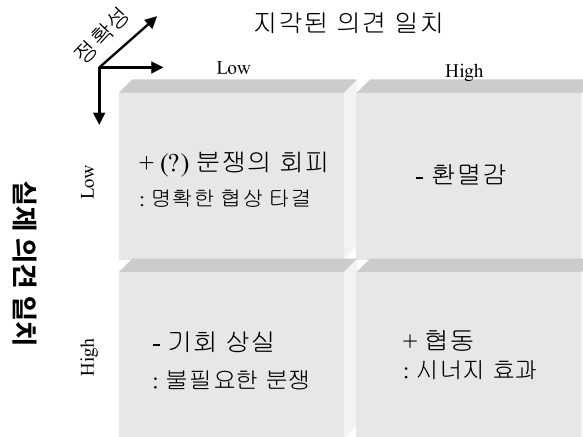 정확성
지각된 의견 일치
Low
High
실제 의견 일치
Low
+ (?) 분쟁의 회피
: 명확한 협상 타결
- 환멸감
High
- 기회 상실
: 불필요한 분쟁
+ 협동
: 시너지 효과